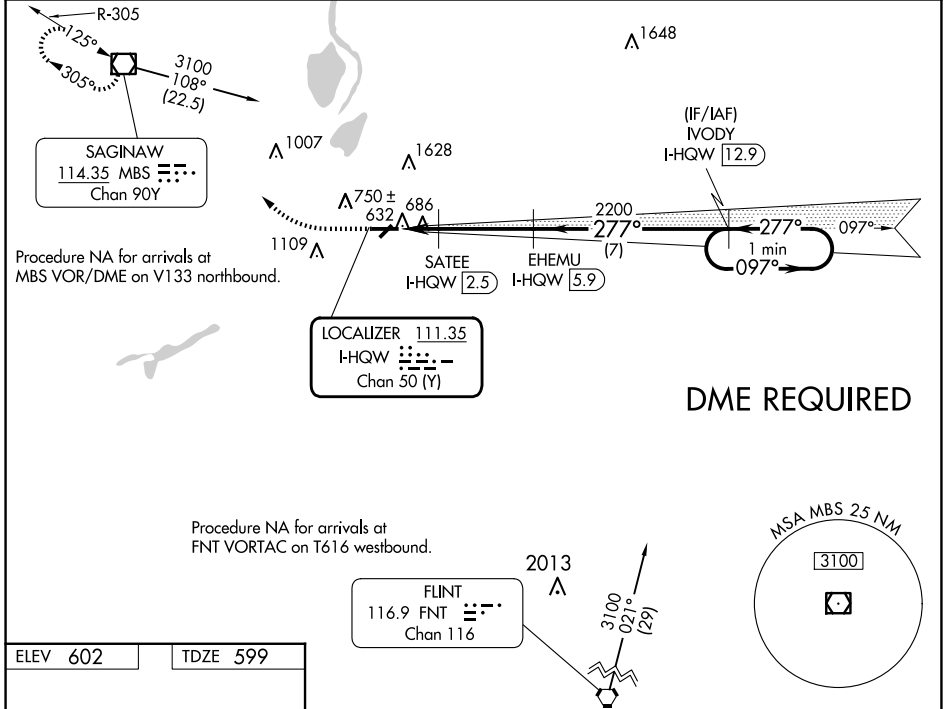 R-305
125°
305°
3100
108°
(22.5)
SAGINAW
114.35 MBS
Chan 90Y
Procedure NA for arrivals at
MBS VOR/DME on V133 northbound.
1648
1007
1628
750 ±
632
686
1109
(IF/IAF)
IVODY
I-HQW 12.9
2200
277°
(7)
277°
097°
1 min
097°
SATEE
I-HQW 2.5
EHEMU
I-HQW 5.9
LOCALIZER 111.35
I-HQW
Chan 50 (Y)
DME REQUIRED
Procedure NA for arrivals at
FNT VORTAC on T616 westbound.
2013
FLINT
116.9 FNT
Chan 116
3100
021°
(29)
MSA MBS 25 NM
3100
ELEV 602
TDZE 599